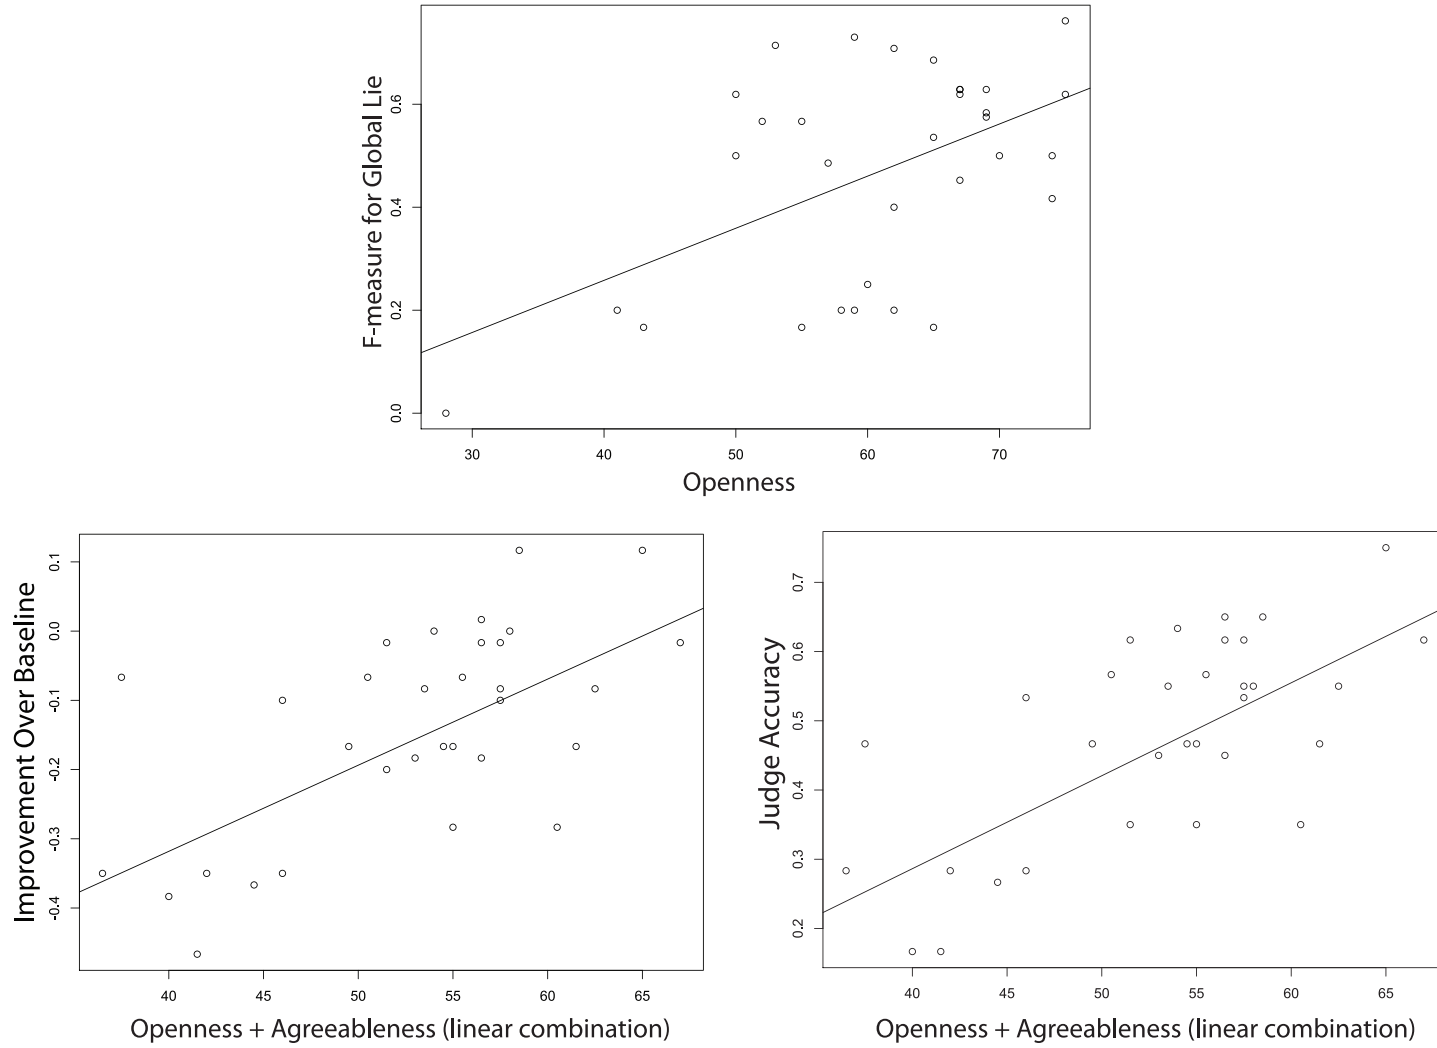 F-measure for Global Lie
0.6
0.4
0.2
0.0
30 40 50 60 70
Openness
Improvement Over Baseline
0.1
0.0
-0.1
-0.2
-0.3
-0.4
40 45 50 55 60 65
Openness + Agreeableness (linear combination)
Judge Accuracy
0.7
0.6
0.5
0.4
0.3
0.2
40 45 50 55 60 65
Openness + Agreeableness (linear combination)